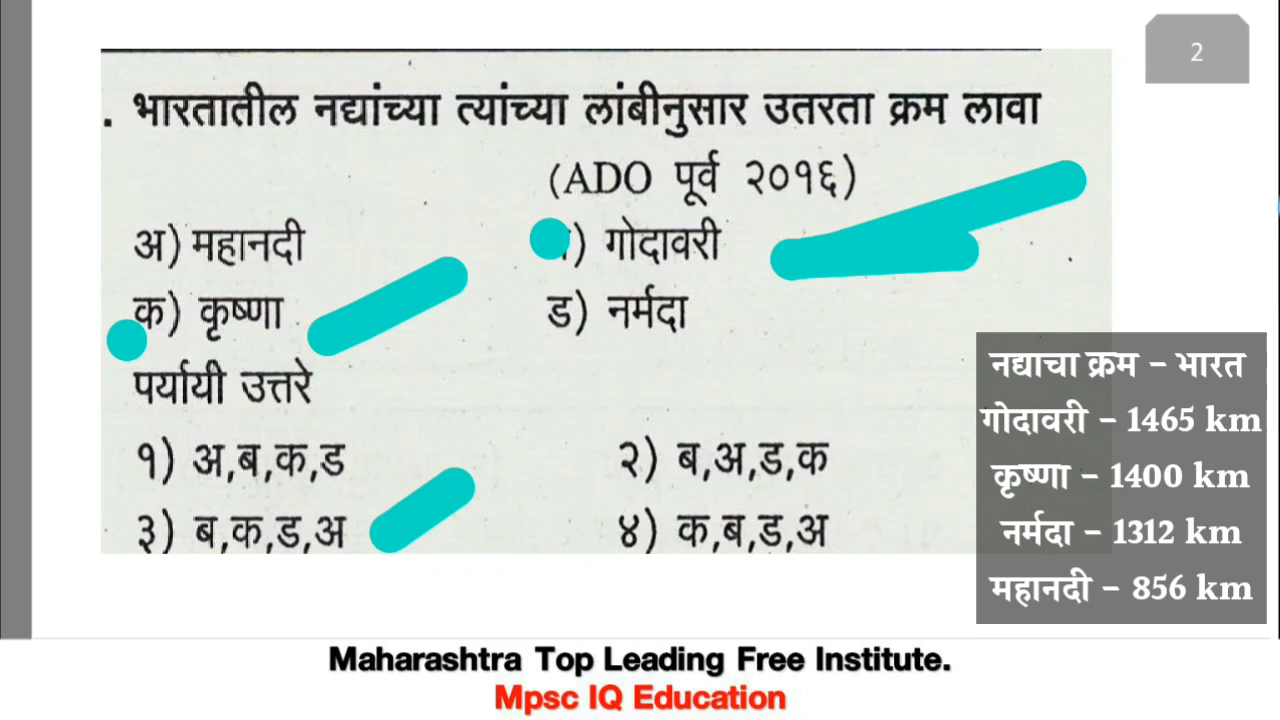 2
. भारतातील नद्यांच्या त्यांच्या लांबीनुसार उतरता क्रम लावा
(ADO पूर्व २०१६)
अ) महानदी ) गोदावरी
क) कृष्णा ड) नर्मदा
पर्यायी उत्तरे
१) अ,ब,क,ड २) ब,अ,ड,क
३) ब,क,ड,अ ४) क,ब,ड,अ
नद्याचा क्रम – भारत
गोदावरी – 1465 km
कृष्णा – 1400 km
नर्मदा – 1312 km
महानदी – 856 km
Maharashtra Top Leading Free Institute.
Mpsc IQ Education